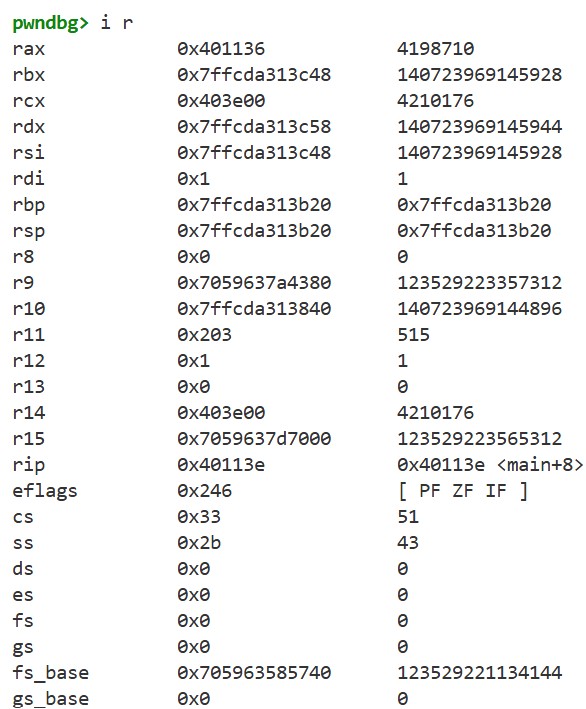 pwndbg> i r
rax 0x401136 4198710
rbx 0x7ffcda313c48 140723969145928
rcx 0x403e00 4210176
rdx 0x7ffcda313c58 140723969145944
rsi 0x7ffcda313c48 140723969145928
rdi 0x1 1
rbp 0x7ffcda313b20 0x7ffcda313b20
rsp 0x7ffcda313b20 0x7ffcda313b20
r8 0x0 0
r9 0x7059637a4380 123529223357312
r10 0x7ffcda313840 140723969144896
r11 0x203 515
r12 0x1 1
r13 0x0 0
r14 0x403e00 4210176
r15 0x7059637d7000 123529223565312
rip 0x40113e 0x40113e <main+8>
eflags 0x246 [ PF ZF IF ]
cs 0x33 51
ss 0x2b 43
ds 0x0 0
es 0x0 0
fs 0x0 0
gs 0x0 0
fs_base 0x705963585740 123529221134144
gs_base 0x0 0